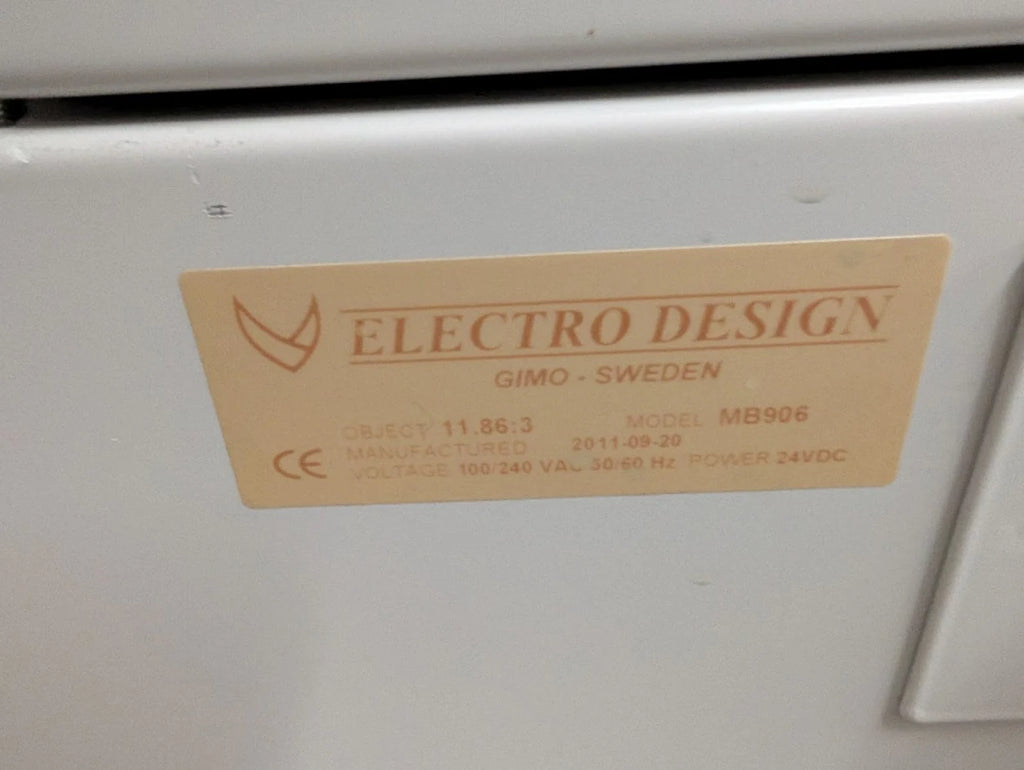 ELECTRO DESIGN
GIMO - SWEDEN
OBJECT 11.86:3 MODEL MB906
MANUFACTURED 2011-09-20
CE VOLTAGE 100/240 VAC 50/60 Hz POWER 24VDC